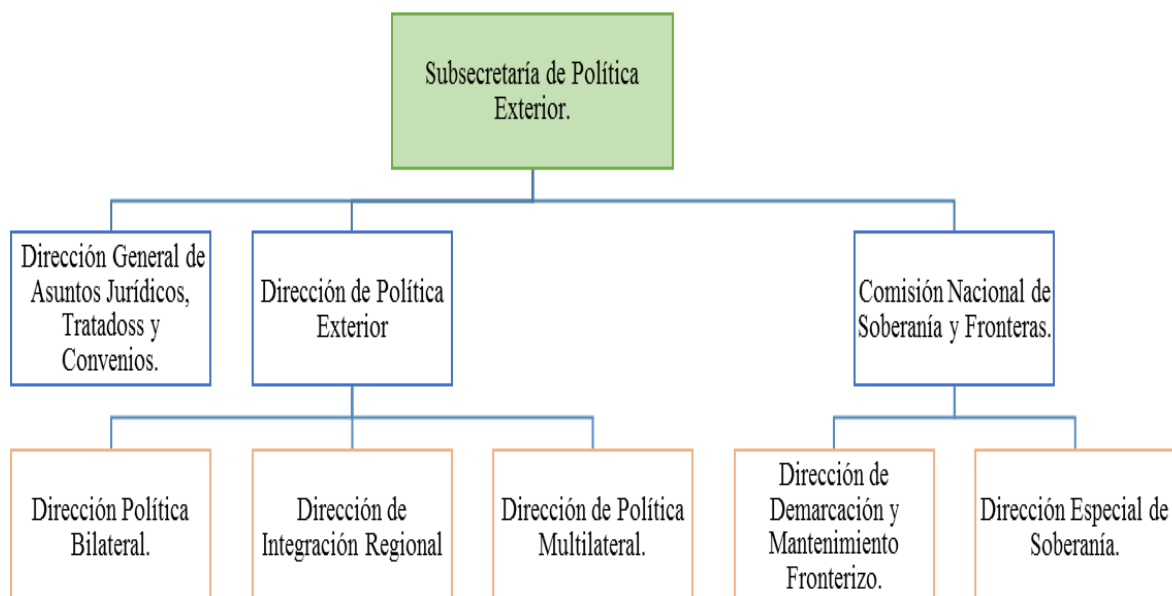 Subsecretaría de Política
Exterior.
Dirección General de
Asuntos Jurídicos,
Tratadoss y
Convenios.
Dirección de Política
Exterior
Comisión Nacional de
Soberanía y Fronteras.
Dirección Política
Bilateral.
Dirección de
Integración Regional
Dirección de Política
Multilateral.
Dirección de
Demarcación y
Mantenimiento
Fronterizo.
Dirección Especial de
Soberanía.